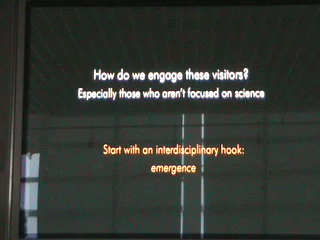 How do we engage these visitors?
Especially those who aren't focused on science
Start with an interdisciplinary hook:
emergence